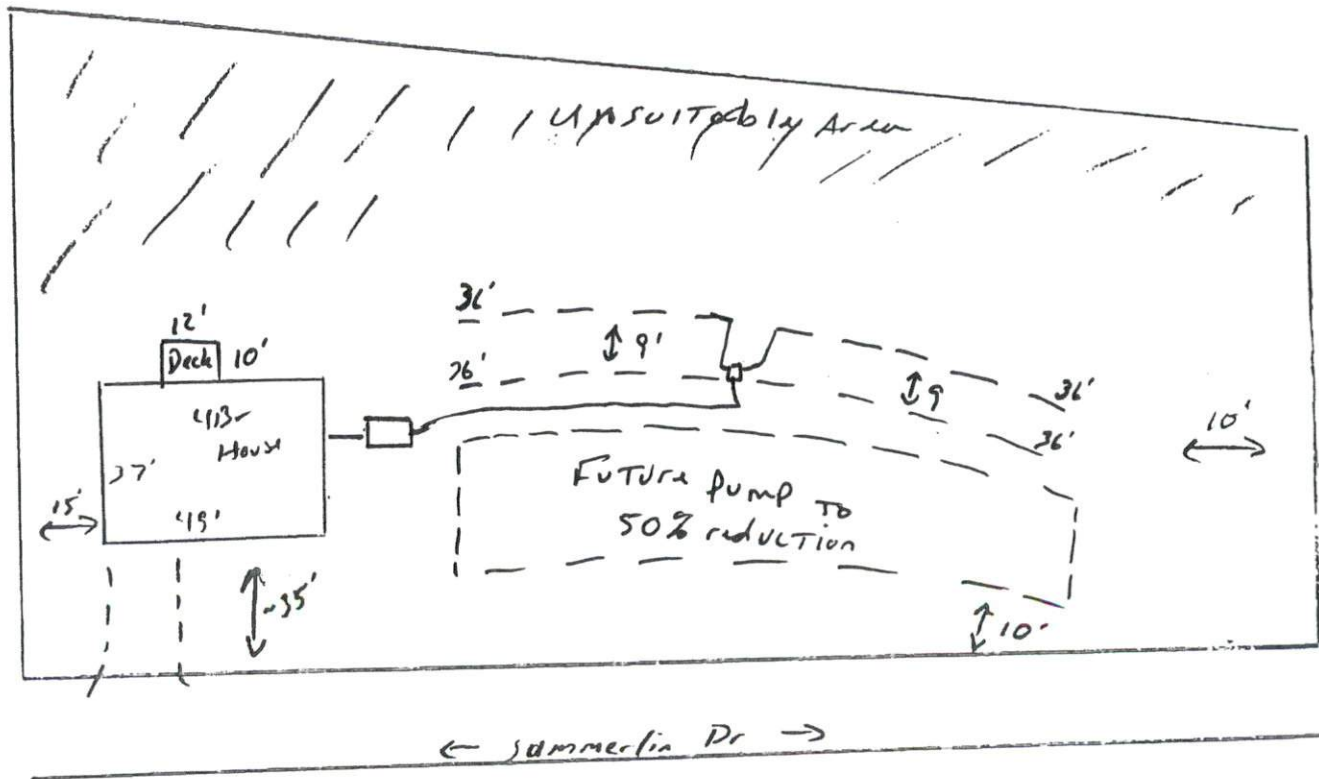 Unsuitably Area
36'
9'
36'
12'
Deck
10'
9
36'
36'
10'
4Br
House
37'
49'
15'
Future pump to
50% reduction
~35'
10'
← Summerlin Dr →